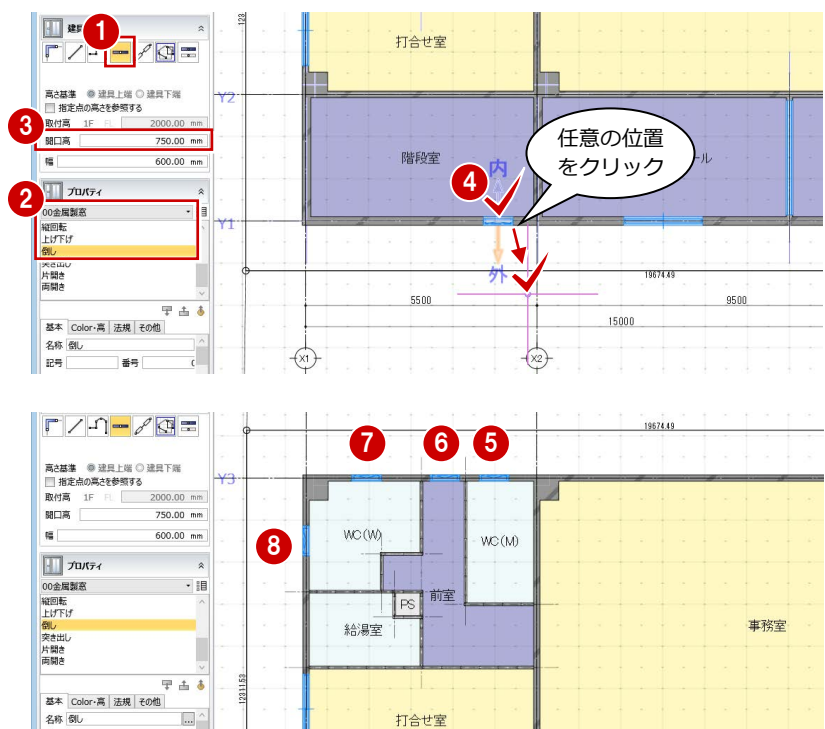 建具
1
高さ基準 建具上端 建具下端
指定点の高さを参照する
取付高 1F FL 2000.00 mm
3
開口高 750.00 mm
幅 600.00 mm
プロパティ
2
00金属製窓
縦回転
上げ下げ
倒し
突き出し
片開き
両開き
基本 Color・高 法規 その他
名称 倒し
記号 番号 0
123
打合せ室
Y2
階段室
内
4
任意の位置
をクリック
ール
Y1
外
19674.49
5500
9500
15000
X1
X2
高さ基準 建具上端 建具下端
指定点の高さを参照する
取付高 1F FL 2000.00 mm
開口高 750.00 mm
幅 600.00 mm
プロパティ
00金属製窓
縦回転
上げ下げ
倒し
突き出し
片開き
両開き
基本 Color・高 法規 その他
名称 倒し ...
19674.49
7
6
5
Y3
8
WC(W)
WC(M)
前室
PS
給湯室
事務室
12311.53
打合せ室